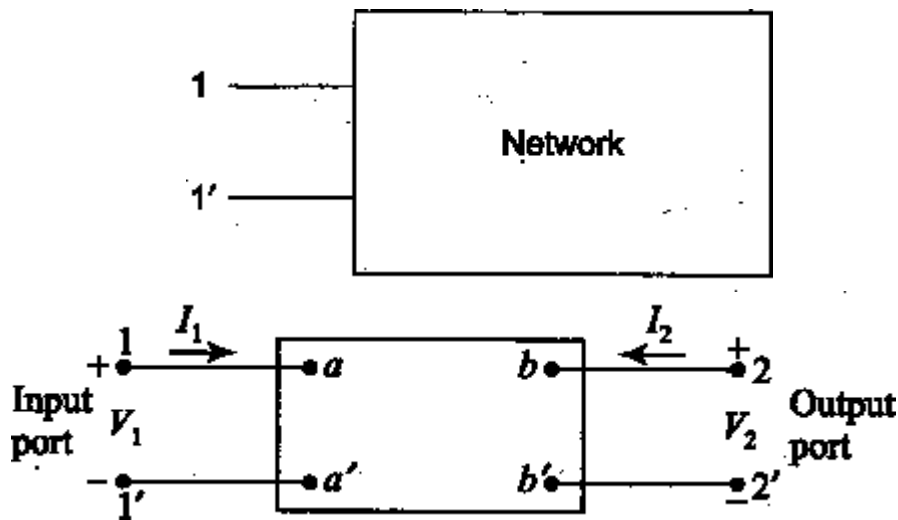 1
Network
1′
I₁ I₂
+ 1 a b + 2
Input port V₁ V₂ Output port
− 1′ a′ b′ − 2′